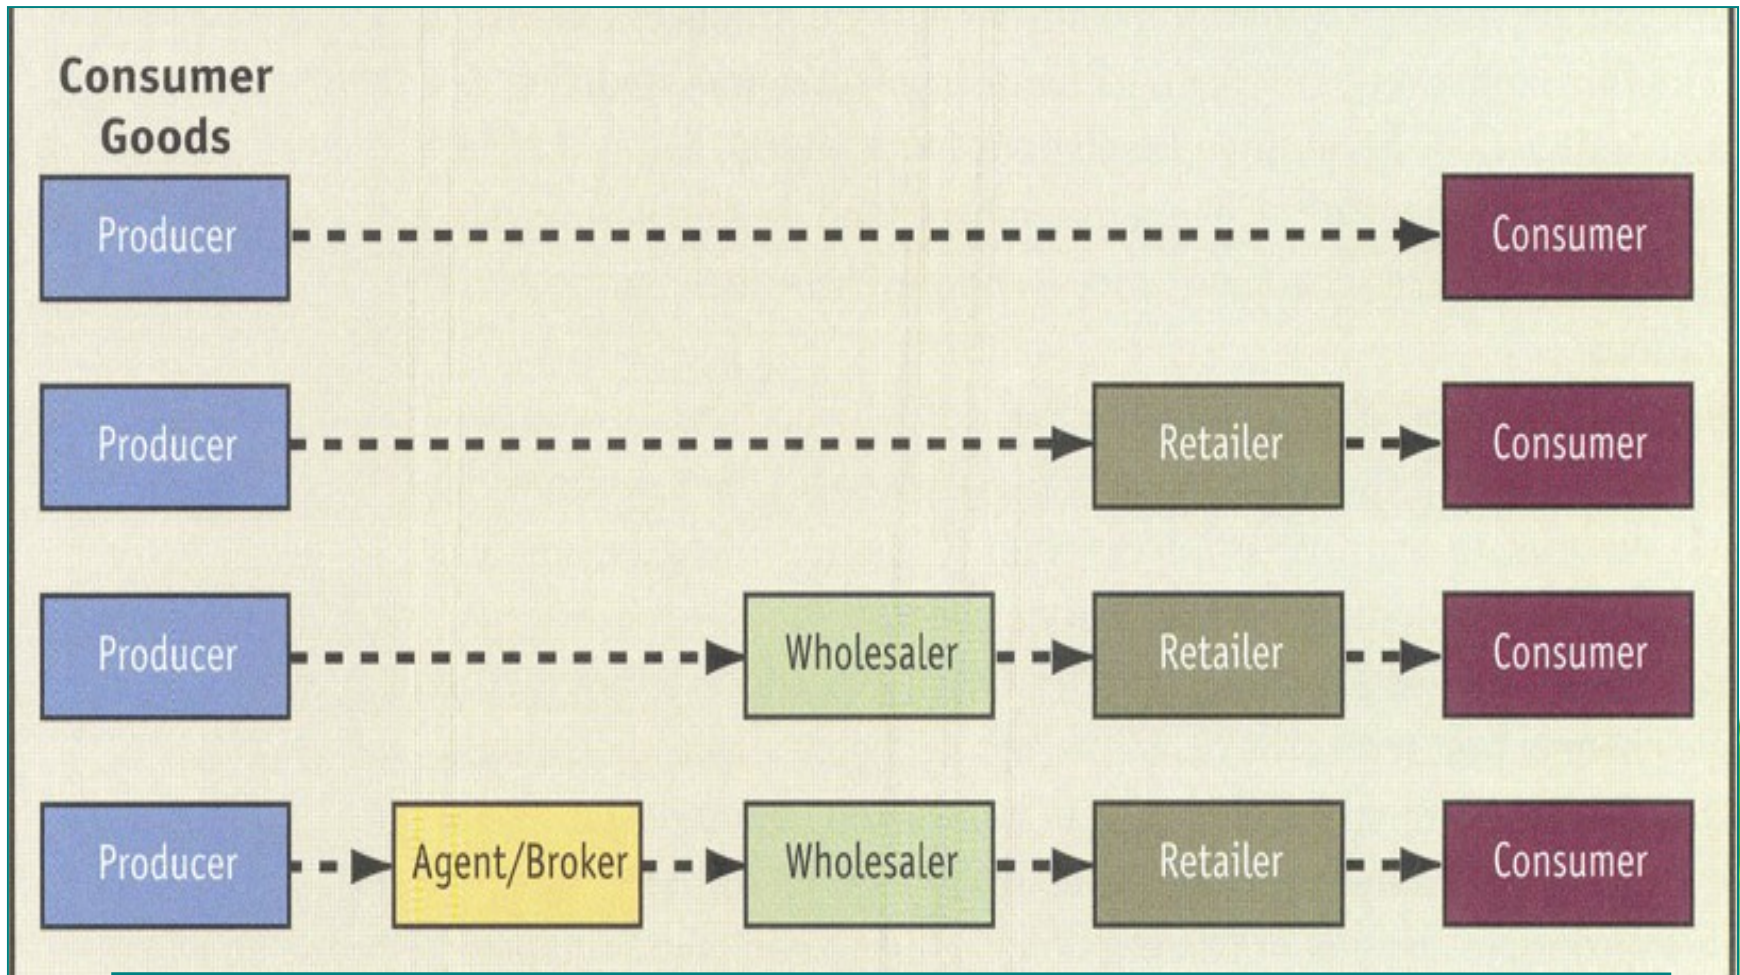 Consumer
Goods
Producer Consumer
Producer Retailer Consumer
Producer Wholesaler Retailer Consumer
Producer Agent/Broker Wholesaler Retailer Consumer